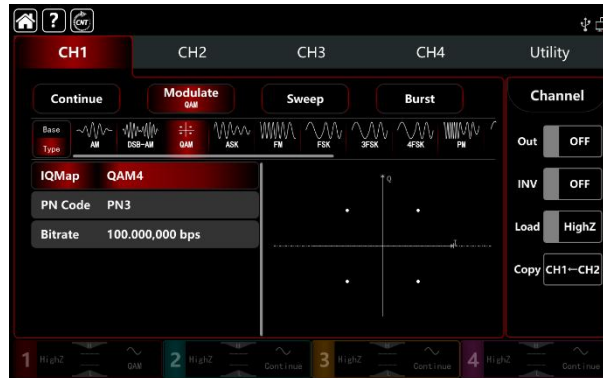 ? CNT
CH1 CH2 CH3 CH4 Utility
Continue Modulate Sweep Burst Channel
QAM
Base
Type AM DSB-AM QAM ASK FM FSK 3FSK 4FSK PM
Out OFF
IQMap QAM4
INV OFF
PN Code PN3
Load HighZ
Bitrate 100.000,000 bps
Copy CH1←CH2
Q
I
1 HighZ QAM 2 HighZ Continue 3 HighZ Continue 4 HighZ Continue